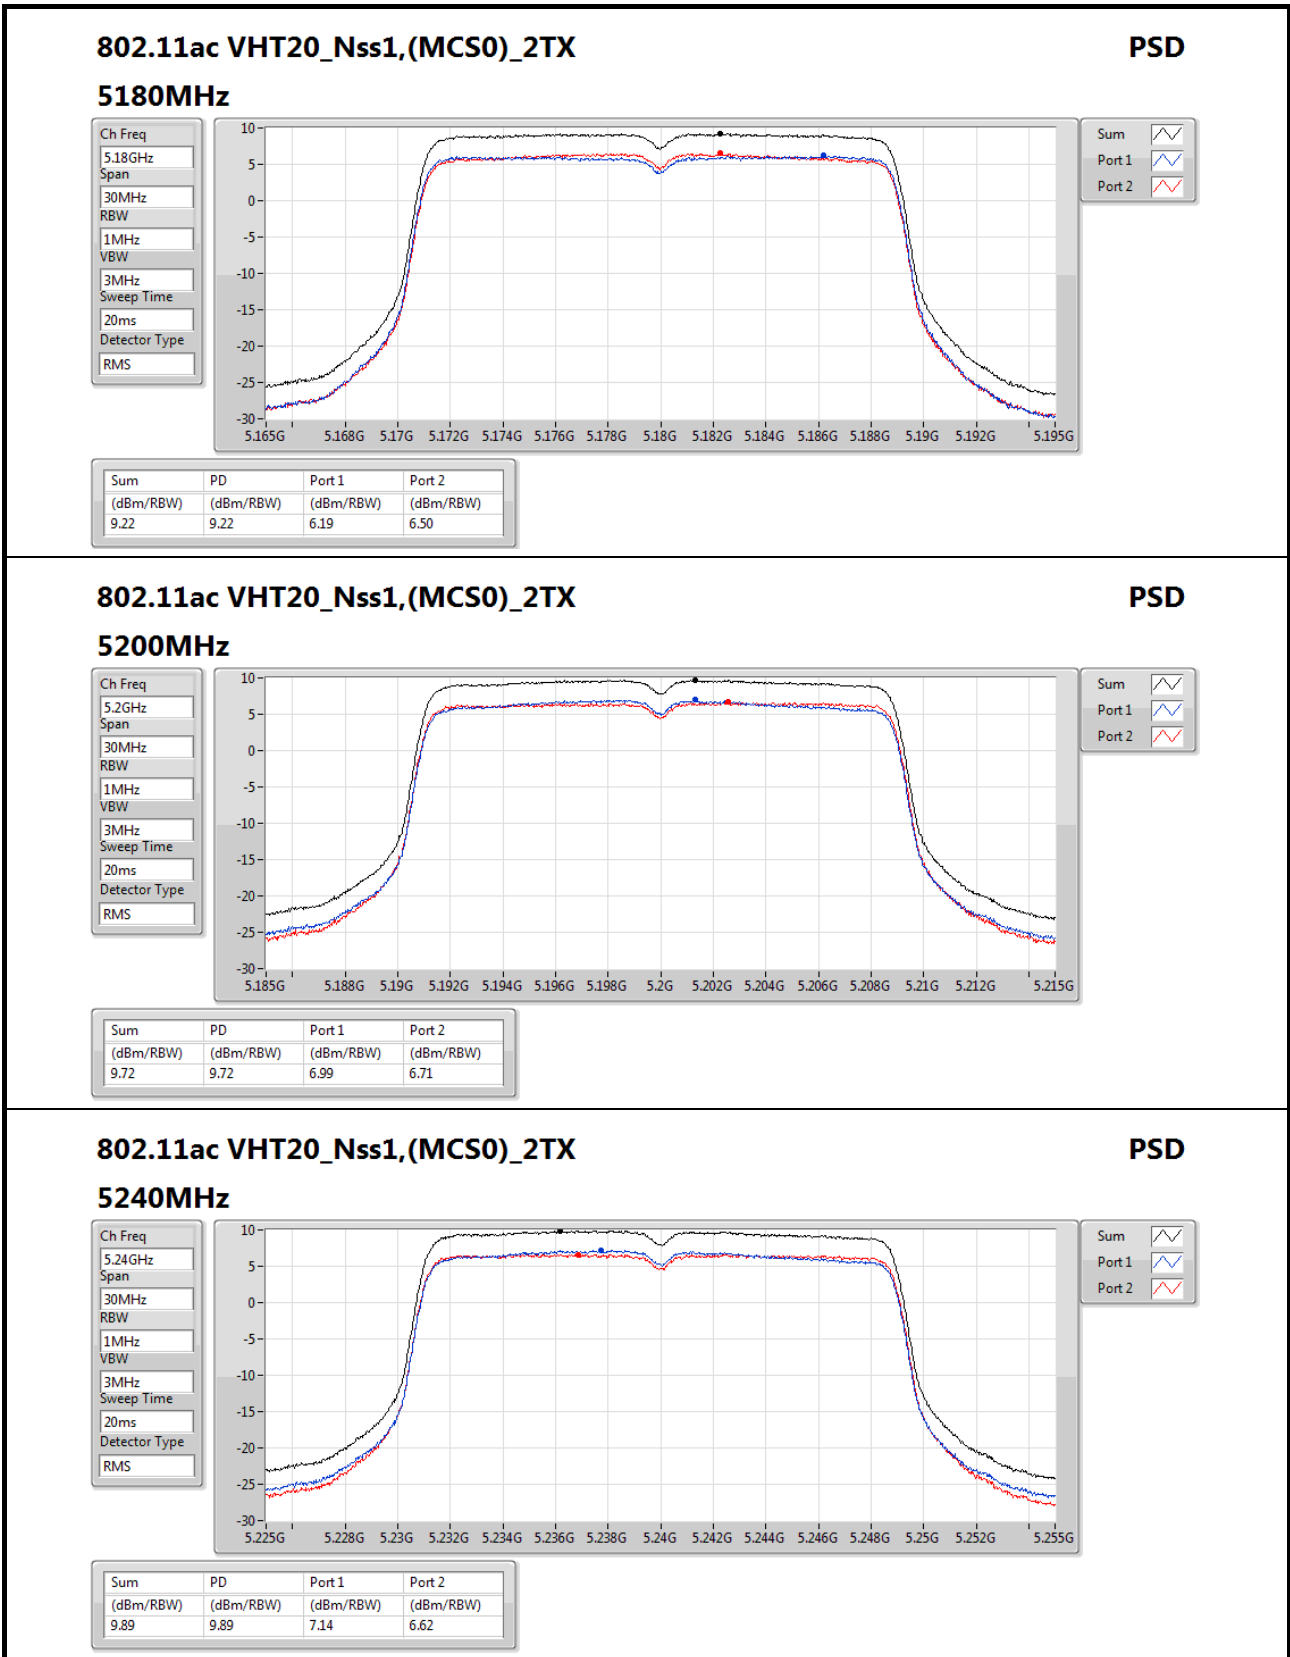 802.11ac VHT20_Nss1,(MCS0)_2TX PSD
5180MHz
Ch Freq
5.18GHz
Span
30MHz
RBW
1MHz
VBW
3MHz
Sweep Time
20ms
Detector Type
RMS
10
5
0
-5
-10
-15
-20
-25
-30
5.165G 5.168G 5.17G 5.172G 5.174G 5.176G 5.178G 5.18G 5.182G 5.184G 5.186G 5.188G 5.19G 5.192G 5.195G
Sum
Port 1
Port 2
Sum PD Port 1 Port 2
(dBm/RBW) (dBm/RBW) (dBm/RBW) (dBm/RBW)
9.22 9.22 6.19 6.50
802.11ac VHT20_Nss1,(MCS0)_2TX PSD
5200MHz
Ch Freq
5.2GHz
Span
30MHz
RBW
1MHz
VBW
3MHz
Sweep Time
20ms
Detector Type
RMS
10
5
0
-5
-10
-15
-20
-25
-30
5.185G 5.188G 5.19G 5.192G 5.194G 5.196G 5.198G 5.2G 5.202G 5.204G 5.206G 5.208G 5.21G 5.212G 5.215G
Sum
Port 1
Port 2
Sum PD Port 1 Port 2
(dBm/RBW) (dBm/RBW) (dBm/RBW) (dBm/RBW)
9.72 9.72 6.99 6.71
802.11ac VHT20_Nss1,(MCS0)_2TX PSD
5240MHz
Ch Freq
5.24GHz
Span
30MHz
RBW
1MHz
VBW
3MHz
Sweep Time
20ms
Detector Type
RMS
10
5
0
-5
-10
-15
-20
-25
-30
5.225G 5.228G 5.23G 5.232G 5.234G 5.236G 5.238G 5.24G 5.242G 5.244G 5.246G 5.248G 5.25G 5.252G 5.255G
Sum
Port 1
Port 2
Sum PD Port 1 Port 2
(dBm/RBW) (dBm/RBW) (dBm/RBW) (dBm/RBW)
9.89 9.89 7.14 6.62